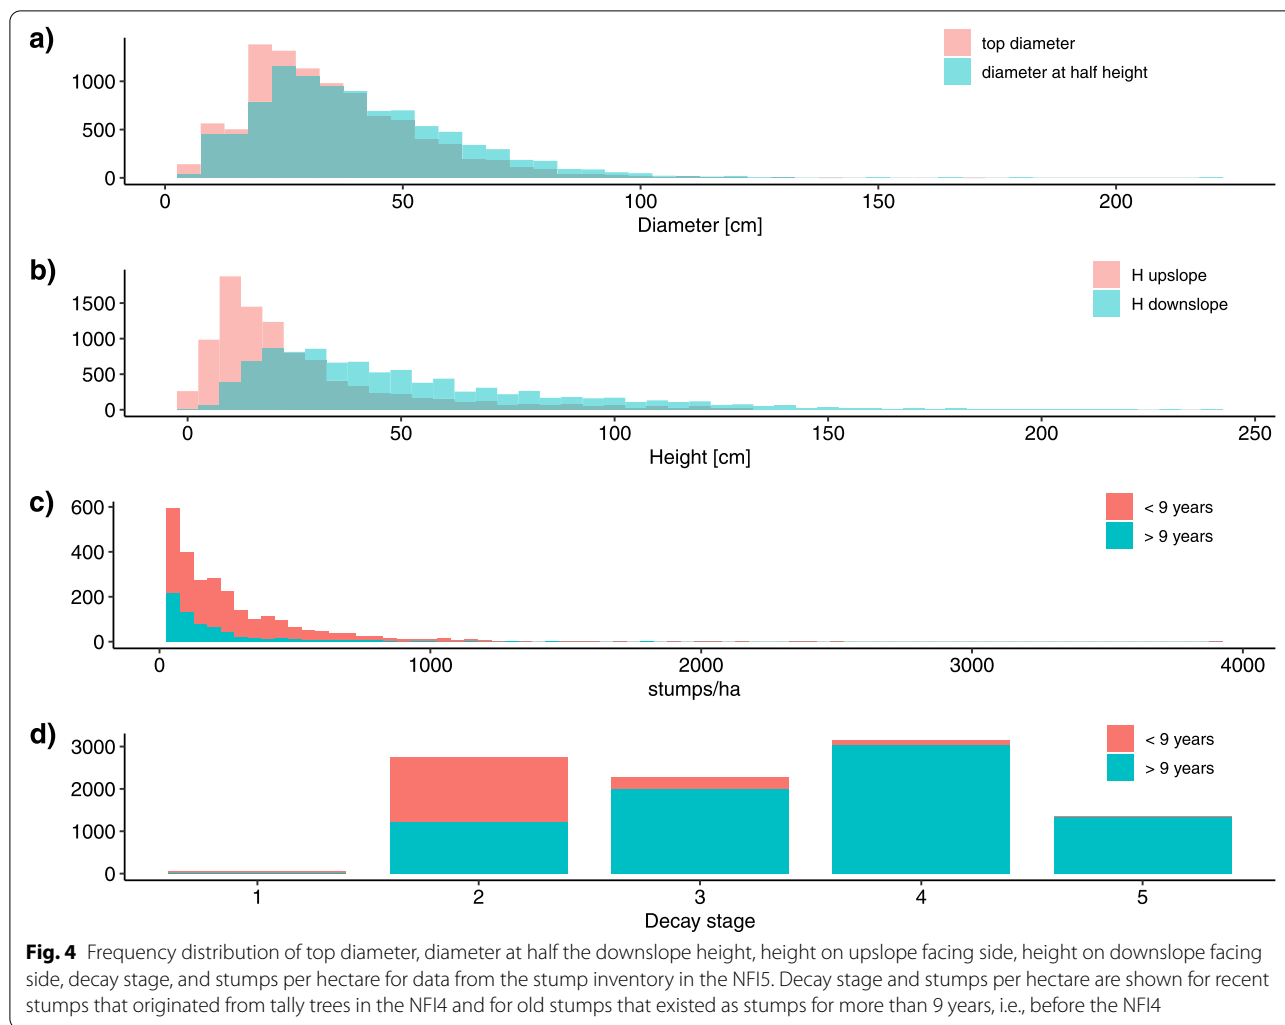 a)
top diameter
diameter at half height
1000
500
0
0 50 100 150 200
Diameter [cm]
b)
H upslope
H downslope
1500
1000
500
0
0 50 100 150 200 250
Height [cm]
c)
< 9 years
> 9 years
600
400
200
0
0 1000 2000 3000 4000
stumps/ha
d)
< 9 years
> 9 years
3000
2000
1000
0
1 2 3 4 5
Decay stage
Fig. 4 Frequency distribution of top diameter, diameter at half the downslope height, height on upslope facing side, height on downslope facing
side, decay stage, and stumps per hectare for data from the stump inventory in the NFI5. Decay stage and stumps per hectare are shown for recent
stumps that originated from tally trees in the NFI4 and for old stumps that existed as stumps for more than 9 years, i.e., before the NFI4